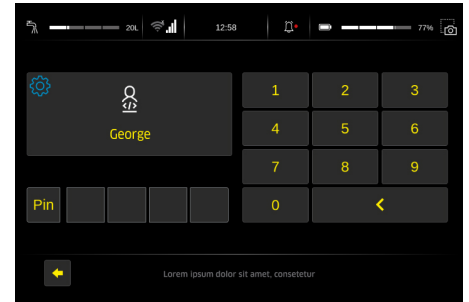 20L 12:58 77%
</>
George
1 2 3
4 5 6
7 8 9
Pin 0
Lorem ipsum dolor sit amet, consetetur